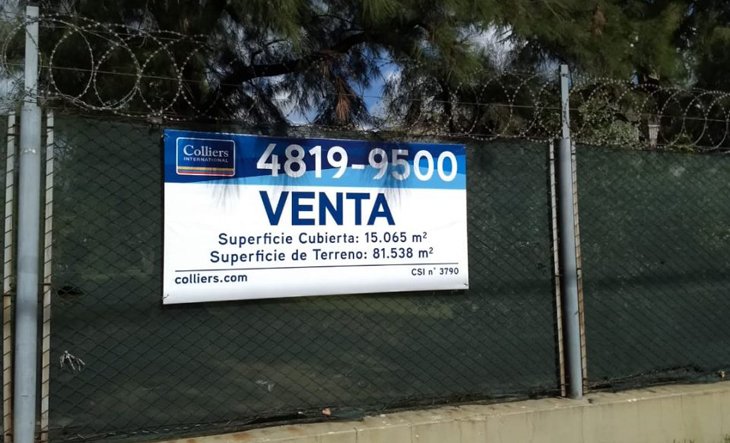 Colliers
INTERNATIONAL
4819-9500
VENTA
Superficie Cubierta: 15.065 m²
Superficie de Terreno: 81.538 m²
colliers.com
CSI n° 3790